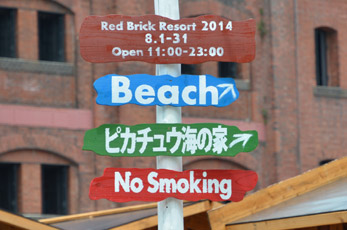 Red Brick Resort 2014
8.1-31
Open 11:00-23:00
Beach
ピカチュウ海の家
No Smoking